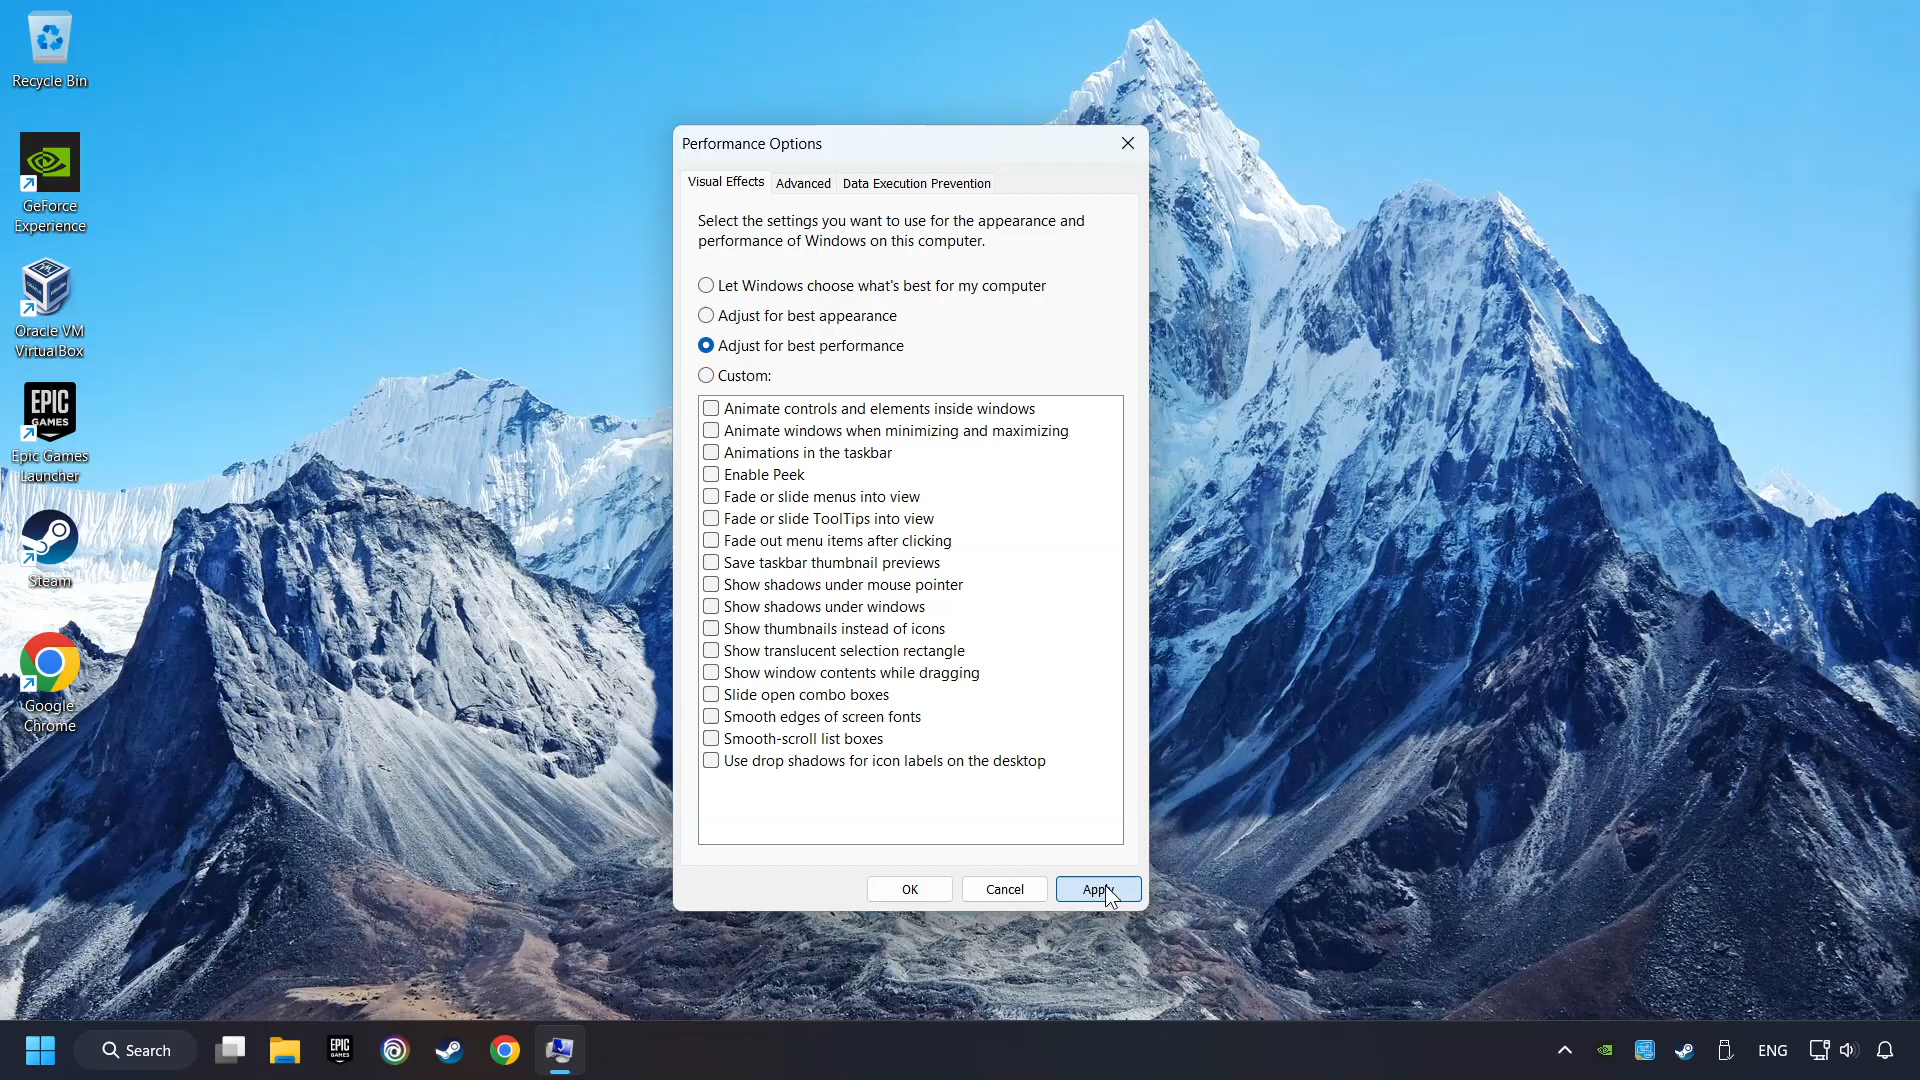 Recycle Bin
GeForce
Experience
Oracle VM
VirtualBox
EPIC
GAMES
Epic Games
Launcher
Steam
Google
Chrome
Performance Options
Visual Effects
Advanced
Data Execution Prevention
Select the settings you want to use for the appearance and
performance of Windows on this computer.
Let Windows choose what's best for my computer
Adjust for best appearance
Adjust for best performance
Custom:
Animate controls and elements inside windows
Animate windows when minimizing and maximizing
Animations in the taskbar
Enable Peek
Fade or slide menus into view
Fade or slide ToolTips into view
Fade out menu items after clicking
Save taskbar thumbnail previews
Show shadows under mouse pointer
Show shadows under windows
Show thumbnails instead of icons
Show translucent selection rectangle
Show window contents while dragging
Slide open combo boxes
Smooth edges of screen fonts
Smooth-scroll list boxes
Use drop shadows for icon labels on the desktop
OK
Cancel
Apply
Search
EPIC
GAMES
ENG